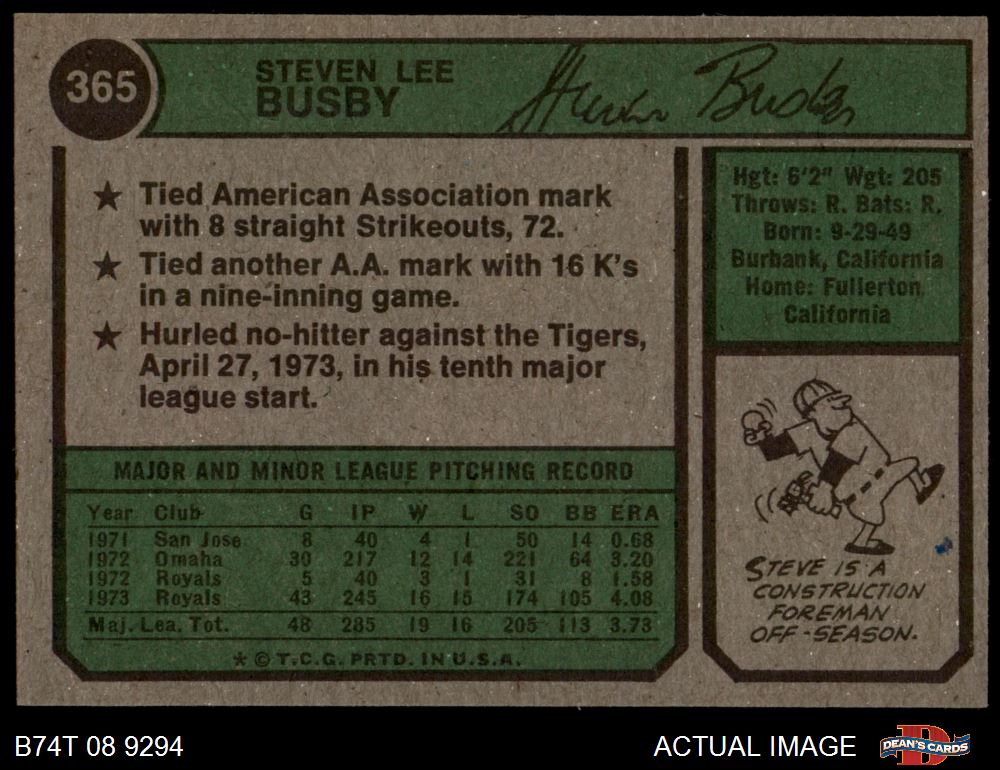 365
STEVEN LEE
BUSBY
Steven Busby
★ Tied American Association mark
with 8 straight Strikeouts, 72.
★ Tied another A.A. mark with 16 K's
in a nine-inning game.
★ Hurled no-hitter against the Tigers,
April 27, 1973, in his tenth major
league start.
Hgt: 6'2" Wgt: 205
Throws: R. Bats: R.
Born: 9-29-49
Burbank, California
Home: Fullerton,
California
MAJOR AND MINOR LEAGUE PITCHING RECORD
Year Club G IP W L SO BB ERA
1971 San Jose 8 40 4 1 50 14 0.68
1972 Omaha 30 217 12 14 221 64 3.20
1972 Royals 5 40 3 1 31 8 1.58
1973 Royals 43 245 16 15 174 105 4.08
Maj. Lea. Tot. 48 285 19 16 205 113 3.73
★ © T.C.G. PRTD. IN U.S.A.
STEVE IS A
CONSTRUCTION
FOREMAN
OFF-SEASON.
B74T 08 9294
ACTUAL IMAGE
DEAN'S CARDS